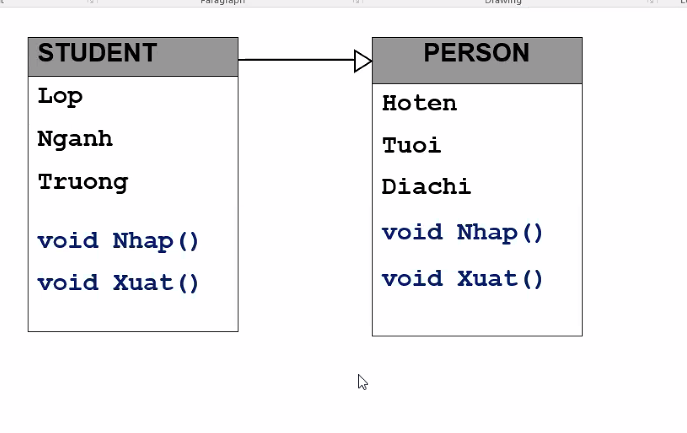 Paragraph
Drawing
STUDENT
Lop
Nganh
Truong
void Nhap()
void Xuat()
PERSON
Hoten
Tuoi
Diachi
void Nhap()
void Xuat()